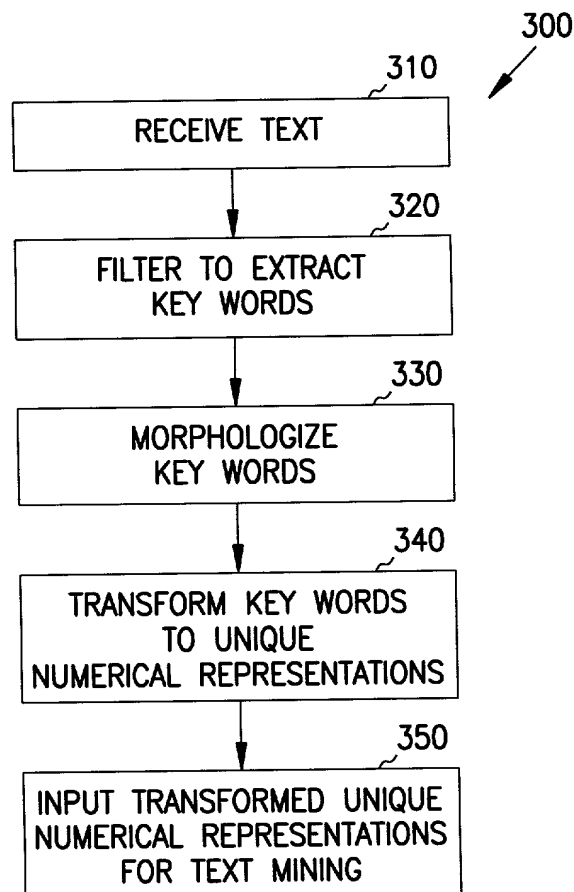 300
310
RECEIVE TEXT
320
FILTER TO EXTRACT
KEY WORDS
330
MORPHOLOGIZE
KEY WORDS
340
TRANSFORM KEY WORDS
TO UNIQUE
NUMERICAL REPRESENTATIONS
350
INPUT TRANSFORMED UNIQUE
NUMERICAL REPRESENTATIONS
FOR TEXT MINING